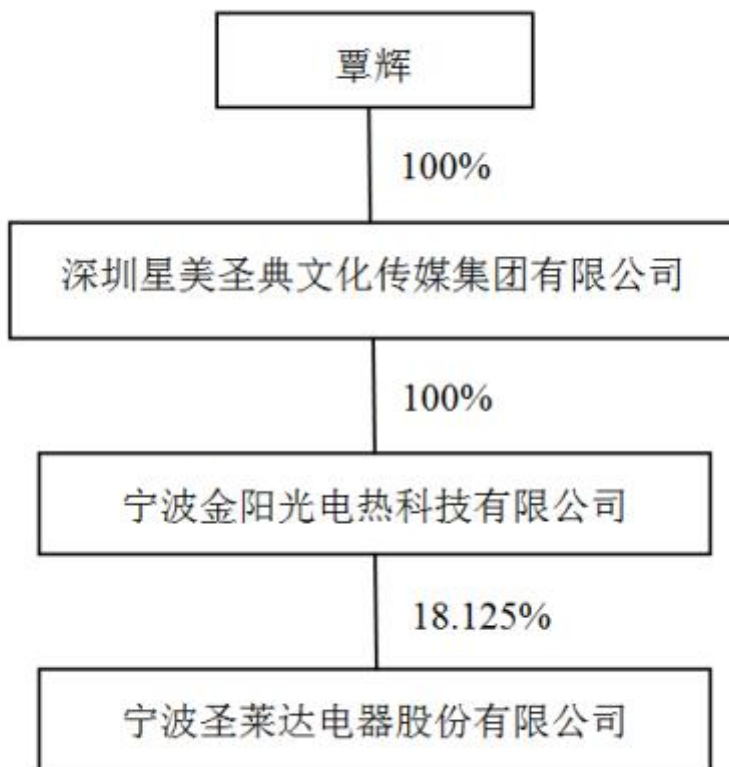 覃辉
100%
深圳星美圣典文化传媒集团有限公司
100%
宁波金阳光电热科技有限公司
18.125%
宁波圣莱达电器股份有限公司